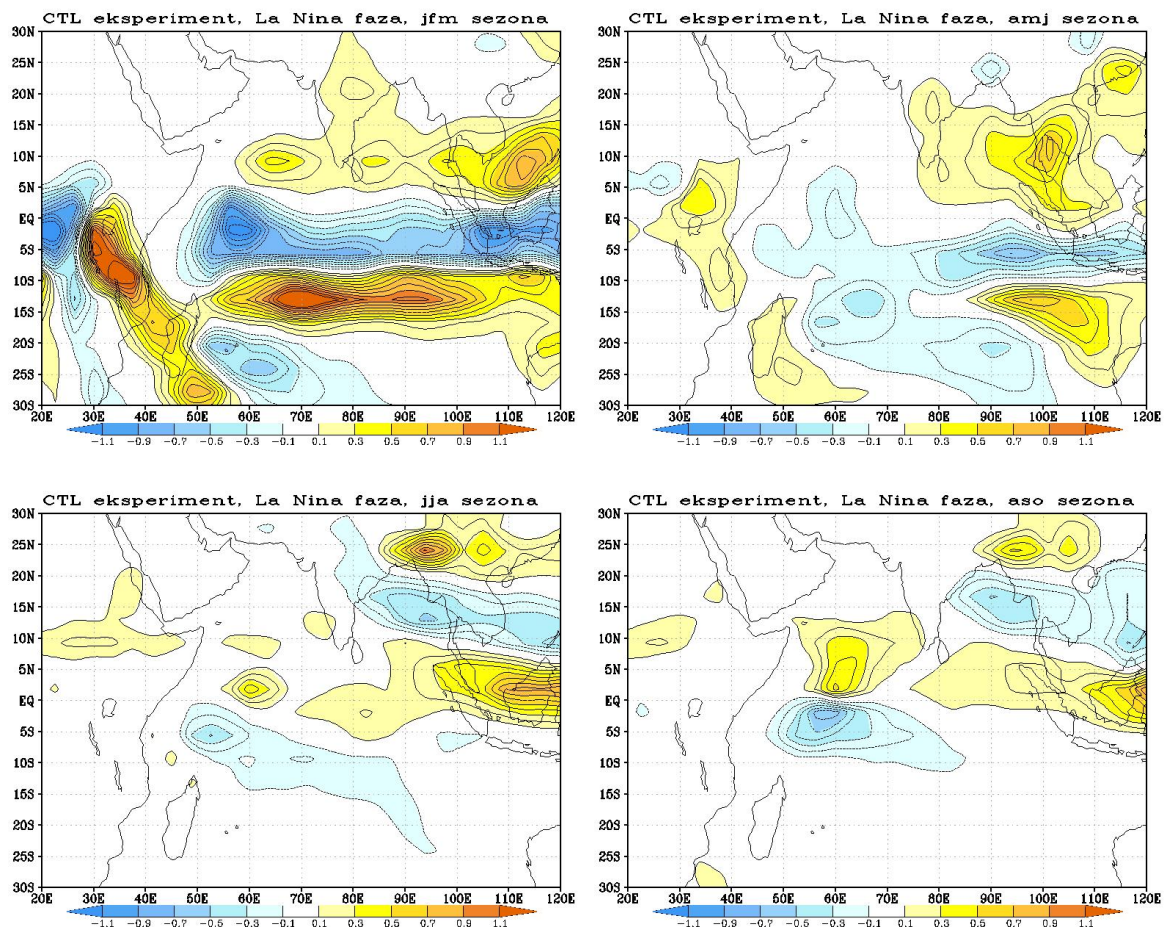 CTL eksperiment, La Nina faza, jfm sezona
30N
25N
20N
15N
10N
5N
EQ
5S
10S
15S
20S
25S
30S
20E 30E 40E 50E 60E 70E 80E 90E 100E 110E 120E
-1.1 -0.9 -0.7 -0.5 -0.3 -0.1 0.1 0.3 0.5 0.7 0.9 1.1
CTL eksperiment, La Nina faza, amj sezona
30N
25N
20N
15N
10N
5N
EQ
5S
10S
15S
20S
25S
30S
20E 30E 40E 50E 60E 70E 80E 90E 100E 110E 120E
-1.1 -0.9 -0.7 -0.5 -0.3 -0.1 0.1 0.3 0.5 0.7 0.9 1.1
CTL eksperiment, La Nina faza, jja sezona
30N
25N
20N
15N
10N
5N
EQ
5S
10S
15S
20S
25S
30S
20E 30E 40E 50E 60E 70E 80E 90E 100E 110E 120E
-1.1 -0.9 -0.7 -0.5 -0.3 -0.1 0.1 0.3 0.5 0.7 0.9 1.1
CTL eksperiment, La Nina faza, aso sezona
30N
25N
20N
15N
10N
5N
EQ
5S
10S
15S
20S
25S
30S
20E 30E 40E 50E 60E 70E 80E 90E 100E 110E 120E
-1.1 -0.9 -0.7 -0.5 -0.3 -0.1 0.1 0.3 0.5 0.7 0.9 1.1